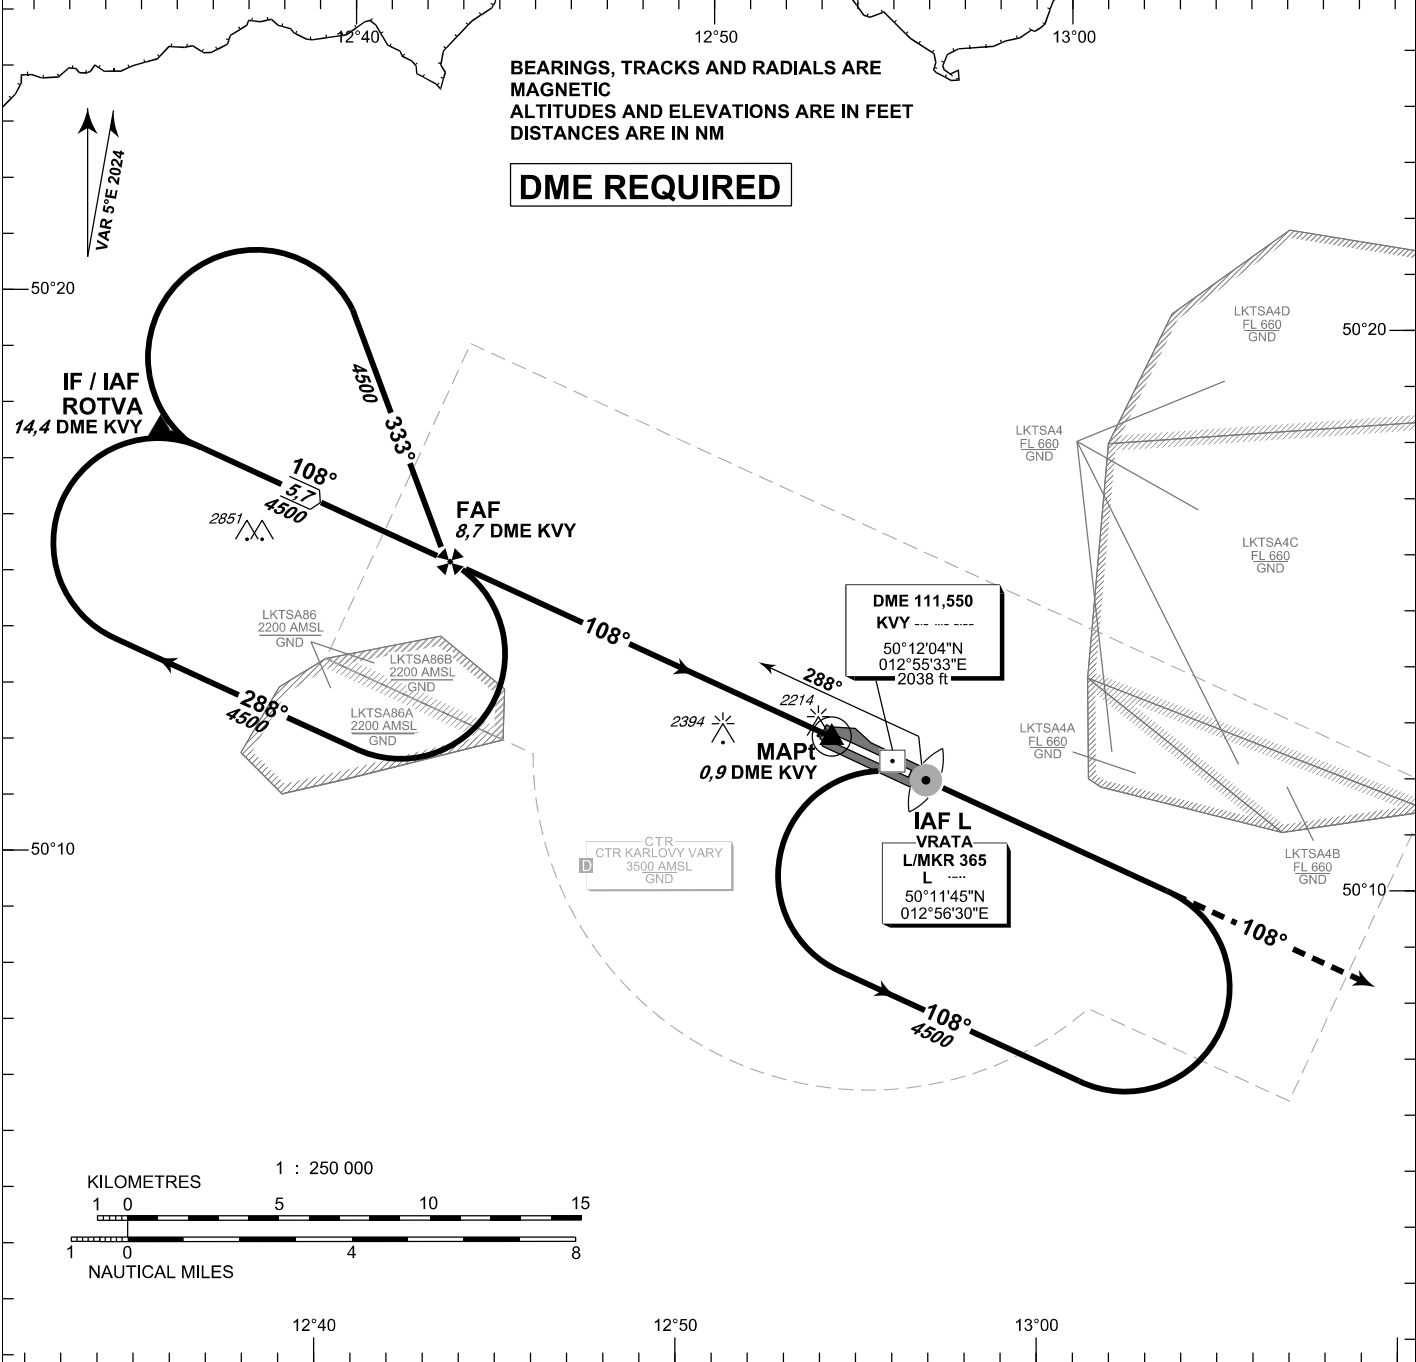 12°40
12°50
13°00
BEARINGS, TRACKS AND RADIALS ARE
MAGNETIC
ALTITUDES AND ELEVATIONS ARE IN FEET
DISTANCES ARE IN NM
DME REQUIRED
VAR 5°E 2024
50°20
50°20
LKTSA4D
FL 660
GND
IF / IAF
ROTVA
14,4 DME KVY
4500
333°
LKTSA4
FL 660
GND
108°
5,7
4500
2851
FAF
8,7 DME KVY
LKTSA4C
FL 660
GND
LKTSA86
2200 AMSL
GND
LKTSA86B
2200 AMSL
GND
LKTSA86A
2200 AMSL
GND
288°
4500
108°
DME 111,550
KVY -·- ···- -·--
50°12'04"N
012°55'33"E
2038 ft
288°
2214
2394
MAPt
0,9 DME KVY
LKTSA4A
FL 660
GND
IAF L
VRATA
L/MKR 365
L ·-··
50°11'45"N
012°56'30"E
CTR
CTR KARLOVY VARY
3500 AMSL
GND
D
LKTSA4B
FL 660
GND
50°10
50°10
108°
108°
4500
1 : 250 000
KILOMETRES
1 0 5 10 15
1 0 4 8
NAUTICAL MILES
12°40
12°50
13°00